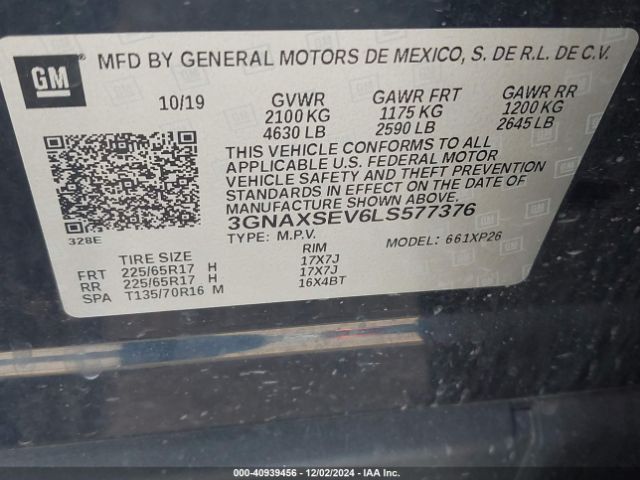 GM
MFD BY GENERAL MOTORS DE MEXICO, S. DE R.L. DE C.V.
10/19 GVWR GAWR FRT GAWR RR
2100 KG 1175 KG 1200 KG
4630 LB 2590 LB 2645 LB
THIS VEHICLE CONFORMS TO ALL
APPLICABLE U.S. FEDERAL MOTOR
VEHICLE SAFETY AND THEFT PREVENTION
STANDARDS IN EFFECT ON THE DATE OF
MANUFACTURE SHOWN ABOVE.
3GNAXSEV6LS577376
328E
TYPE: M.P.V. MODEL: 661XP26
TIRE SIZE RIM
FRT 225/65R17 H 17X7J
RR 225/65R17 H 17X7J
SPA T135/70R16 M 16X4BT
000-40939456 • 12/02/2024 • IAA Inc.